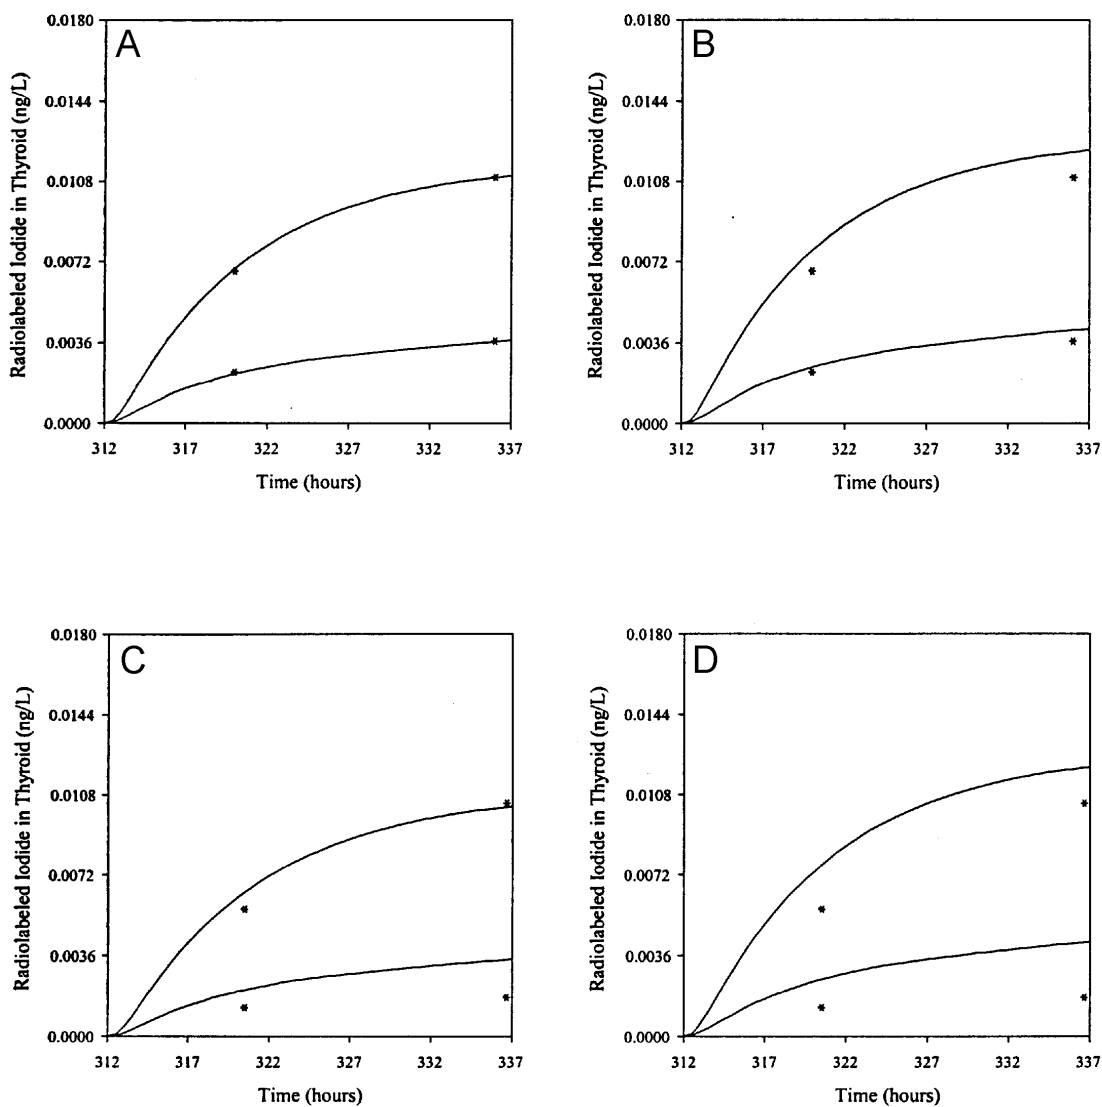 A
Radiolabeled Iodide in Thyroid (ng/L)
0.0180
0.0144
0.0108
0.0072
0.0036
0.0000
312 317 322 327 332 337
Time (hours)
B
Radiolabeled Iodide in Thyroid (ng/L)
0.0180
0.0144
0.0108
0.0072
0.0036
0.0000
312 317 322 327 332 337
Time (hours)
C
Radiolabeled Iodide in Thyroid (ng/L)
0.0180
0.0144
0.0108
0.0072
0.0036
0.0000
312 317 322 327 332 337
Time (hours)
D
Radiolabeled Iodide in Thyroid (ng/L)
0.0180
0.0144
0.0108
0.0072
0.0036
0.0000
312 317 322 327 332 337
Time (hours)